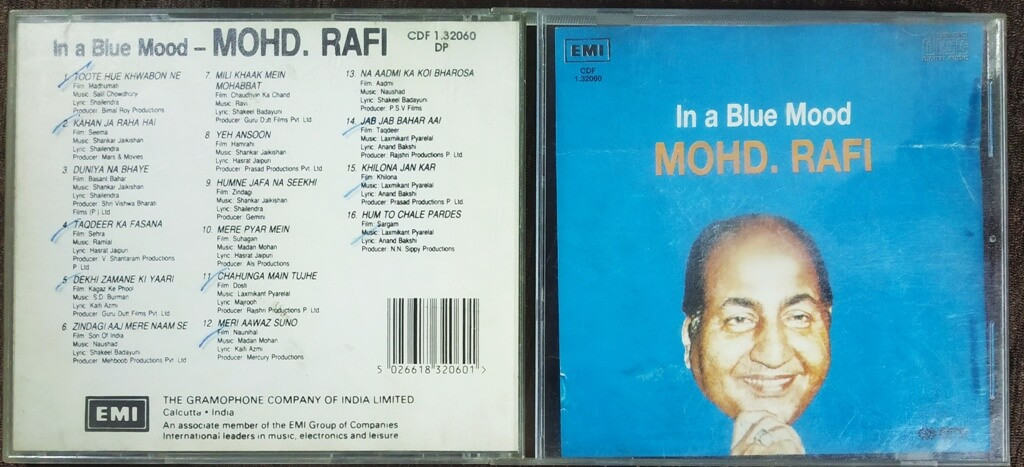 In a Blue Mood – MOHD. RAFI
CDF 1.32060
DP
1. TOOTE HUE KHWABON NE
Film: Madhumati
Music: Salil Chowdhury
Lyric: Shailendra
Producer: Bimal Roy Productions
2. KAHAN JA RAHA HAI
Film: Seema
Music: Shankar Jaikishan
Lyric: Shailendra
Producer: Mars & Movies
3. DUNIYA NA BHAYE
Film: Basant Bahar
Music: Shankar Jaikishan
Lyric: Shailendra
Producer: Shri Vishwa Bharati
Films (P) Ltd
4. TAQDEER KA FASANA
Film: Sehra
Music: Ramlal
Lyric: Hasrat Jaipuri
Producer: V. Shantaram Productions
P. Ltd
5. DEKHI ZAMANE KI YAARI
Film: Kagaz Ke Phool
Music: S.D. Burman
Lyric: Kaifi Azmi
Producer: Guru Dutt Films Pvt. Ltd
6. ZINDAGI AAJ MERE NAAM SE
Film: Son Of India
Music: Naushad
Lyric: Shakeel Badayuni
Producer: Mehboob Productions Pvt. Ltd
7 MILI KHAAK MEIN
MOHABBAT
Film: Chaudhvin Ka Chand
Music: Ravi
Lyric: Shakeel Badayuni
Producer: Guru Dutt Films Pvt. Ltd.
8 YEH ANSOON
Film: Hamrahi
Music: Shankar Jaikishan
Lyric: Hasrat Jaipuri
Producer: Prasad Productions Pvt. Ltd.
9 HUMNE JAFA NA SEEKHI
Film: Zindagi
Music: Shankar Jaikishan
Lyric: Shailendra
Producer: Gemini
10. MERE PYAR MEIN
Film: Suhagan
Music: Madan Mohan
Lyric: Hasrat Jaipuri
Producer: Als Productions
11. CHAHUNGA MAIN TUJHE
Film: Dosti
Music: Laxmikant Pyarelal
Lyric: Majrooh
Producer: Rajshri Productions P. Ltd
12 MERI AAWAZ SUNO
Film: Naunihal
Music: Madan Mohan
Lyric: Kaifi Azmi
Producer: Mercury Productions
13. NA AADMI KA KOI BHAROSA
Film: Aadmi
Music: Naushad
Lyric: Shakeel Badayuni
Producer: P.S.V Films
14. JAB JAB BAHAR AAI
Film: Taqdeer
Music: Laxmikant Pyarelal
Lyric: Anand Bakshi
Producer: Rajshri Productions P. Ltd.
15. KHILONA JAN KAR
Film: Khilona
Music: Laxmikant Pyarelal
Lyric: Anand Bakshi
Producer: Prasad Productions P. Ltd.
16. HUM TO CHALE PARDES
Film: Sargam
Music: Laxmikant Pyarelal
Lyric: Anand Bakshi
Producer: N.N. Sippy Productions
5 026618 320601 >
EMI
THE GRAMOPHONE COMPANY OF INDIA LIMITED
Calcutta • India
An associate member of the EMI Group of Companies
International leaders in music, electronics and leisure
EMI
CDF
1.32060
In a Blue Mood
MOHD. RAFI